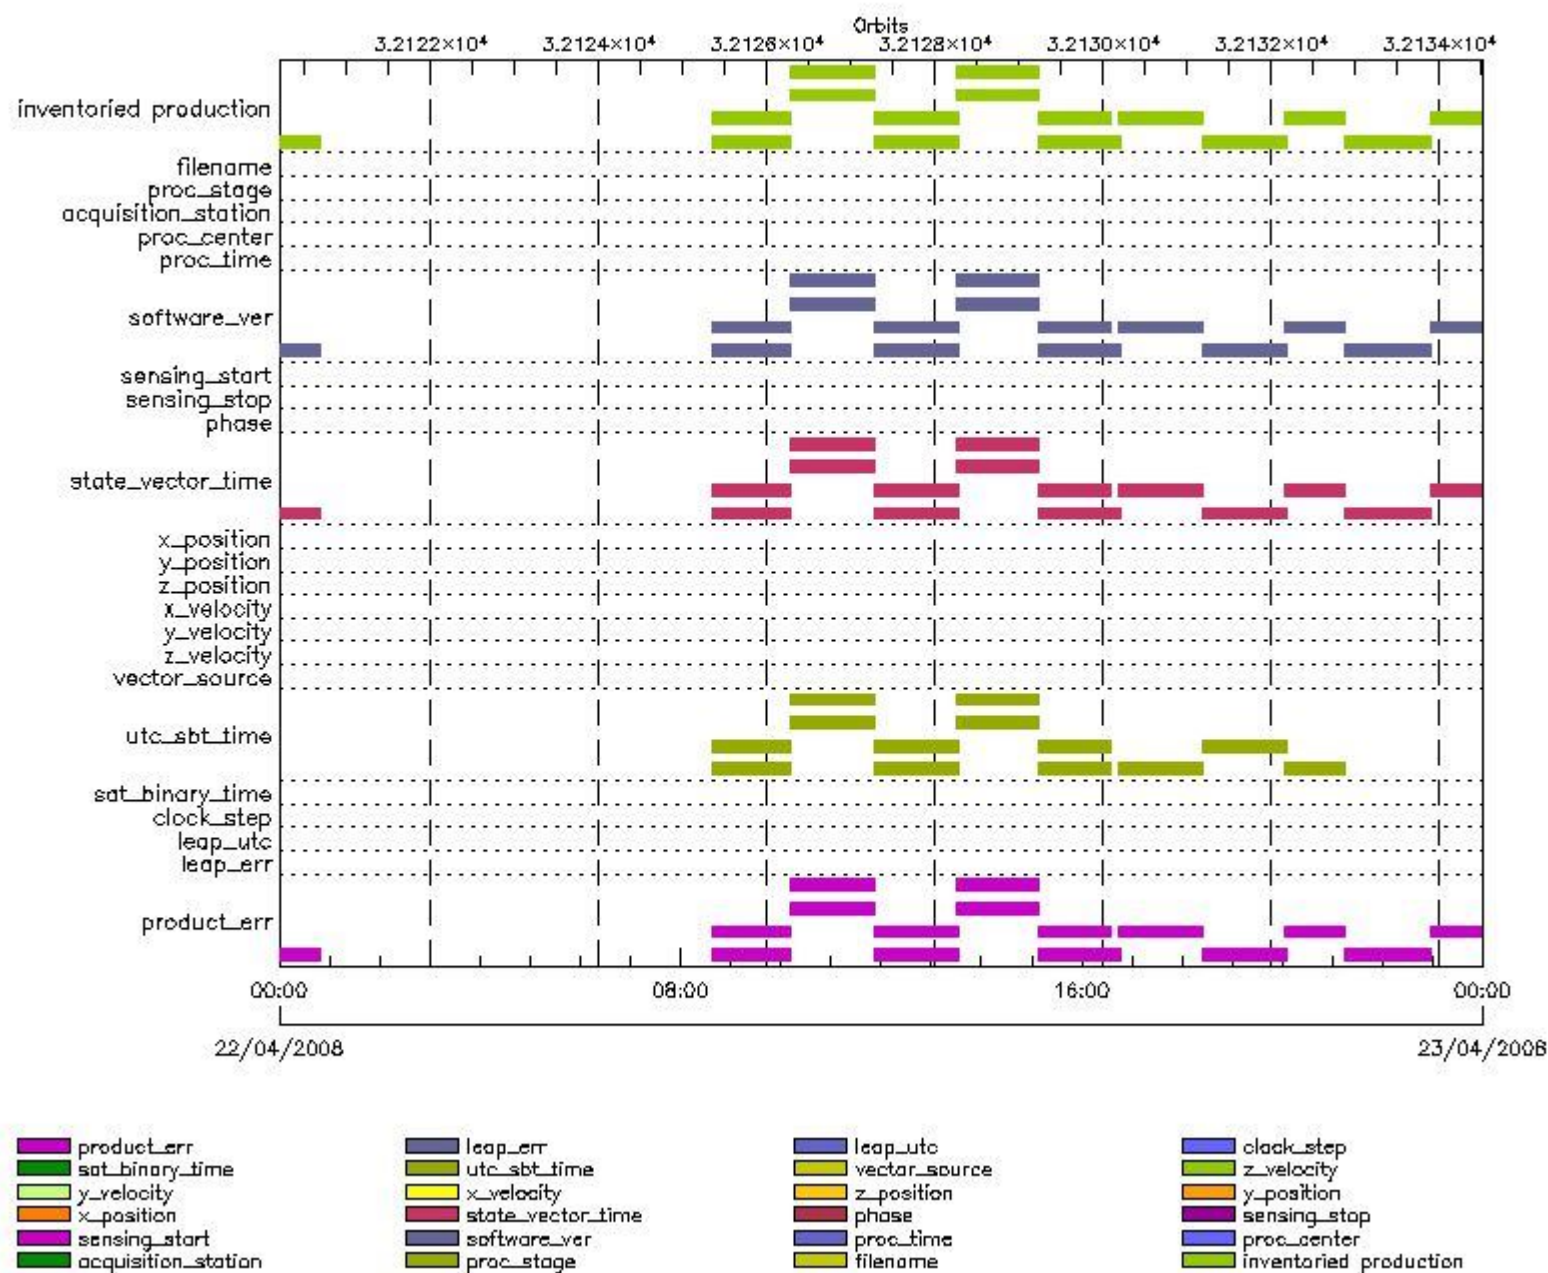 Orbits
3.2122×10⁴ 3.2124×10⁴ 3.2126×10⁴ 3.2128×10⁴ 3.2130×10⁴ 3.2132×10⁴ 3.2134×10⁴
inventoried production
filename
proc_stage
acquisition_station
proc_center
proc_time
software_ver
sensing_start
sensing_stop
phase
state_vector_time
x_position
y_position
z_position
x_velocity
y_velocity
z_velocity
vector_source
utc_sbt_time
sat_binary_time
clock_step
leap_utc
leap_err
product_err
00:00 08:00 16:00 00:00
22/04/2008 23/04/2008
product_err leap_err leap_utc clock_step
sat_binary_time utc_sbt_time vector_source z_velocity
y_velocity x_velocity z_position y_position
x_position state_vector_time phase sensing_stop
sensing_start software_ver proc_time proc_center
acquisition_station proc_stage filename inventoried production